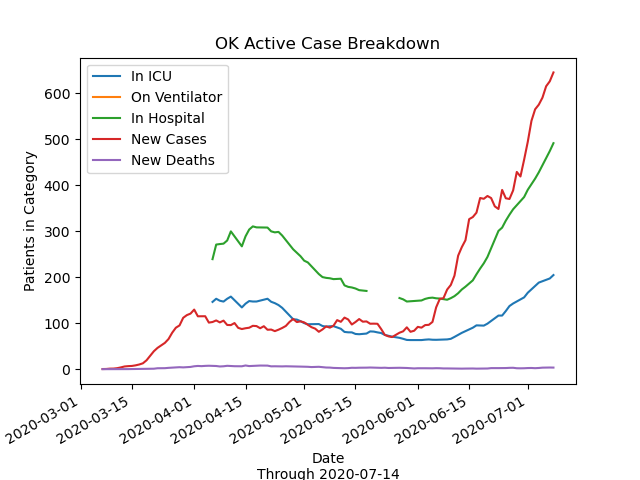 OK Active Case Breakdown
In ICU
On Ventilator
In Hospital
New Cases
New Deaths
Patients in Category
600
500
400
300
200
100
0
2020-03-01
2020-03-15
2020-04-01
2020-04-15
2020-05-01
2020-05-15
2020-06-01
2020-06-15
2020-07-01
Date
Through 2020-07-14